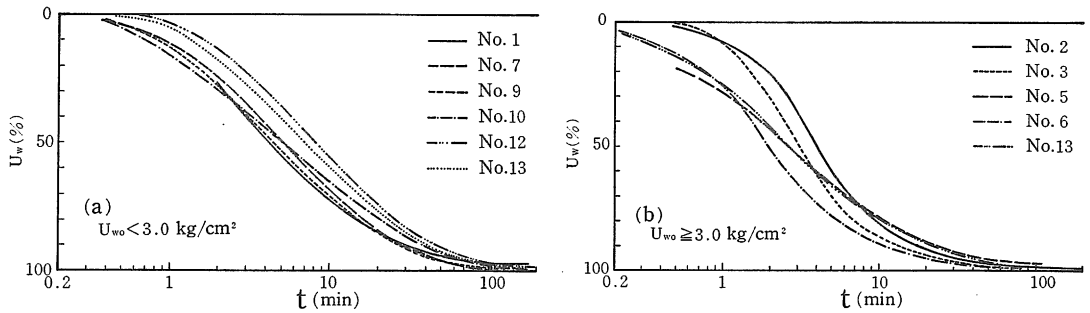 0
50
100
U_w(%)
0.2
1
10
100
t (min)
(a)
U_wo<3.0 kg/cm²
No. 1
No. 7
No. 9
No.10
No.12
No.13
0
50
100
U_w(%)
0.2
1
10
100
t (min)
(b)
U_wo≧3.0 kg/cm²
No. 2
No. 3
No. 5
No. 6
No.13